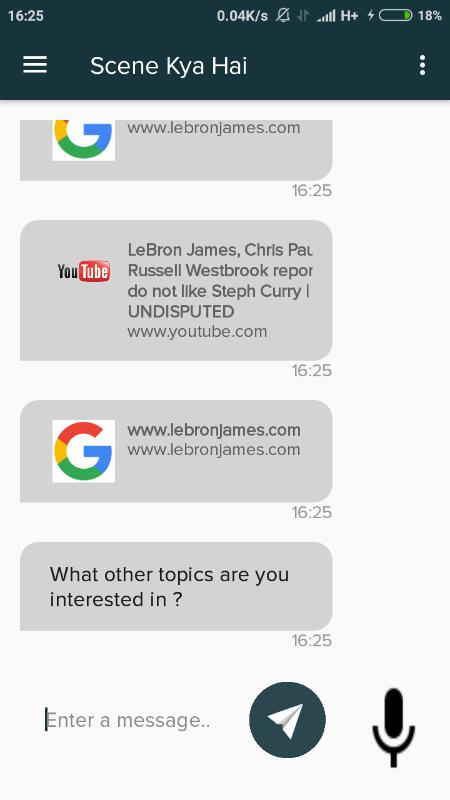 16:25 0.04K/s H+ 18%
Scene Kya Hai
www.lebronjames.com
16:25
LeBron James, Chris Pau
YouTube
Russell Westbrook repor
do not like Steph Curry |
UNDISPUTED
www.youtube.com
16:25
www.lebronjames.com
www.lebronjames.com
16:25
What other topics are you
interested in ?
16:25
Enter a message..